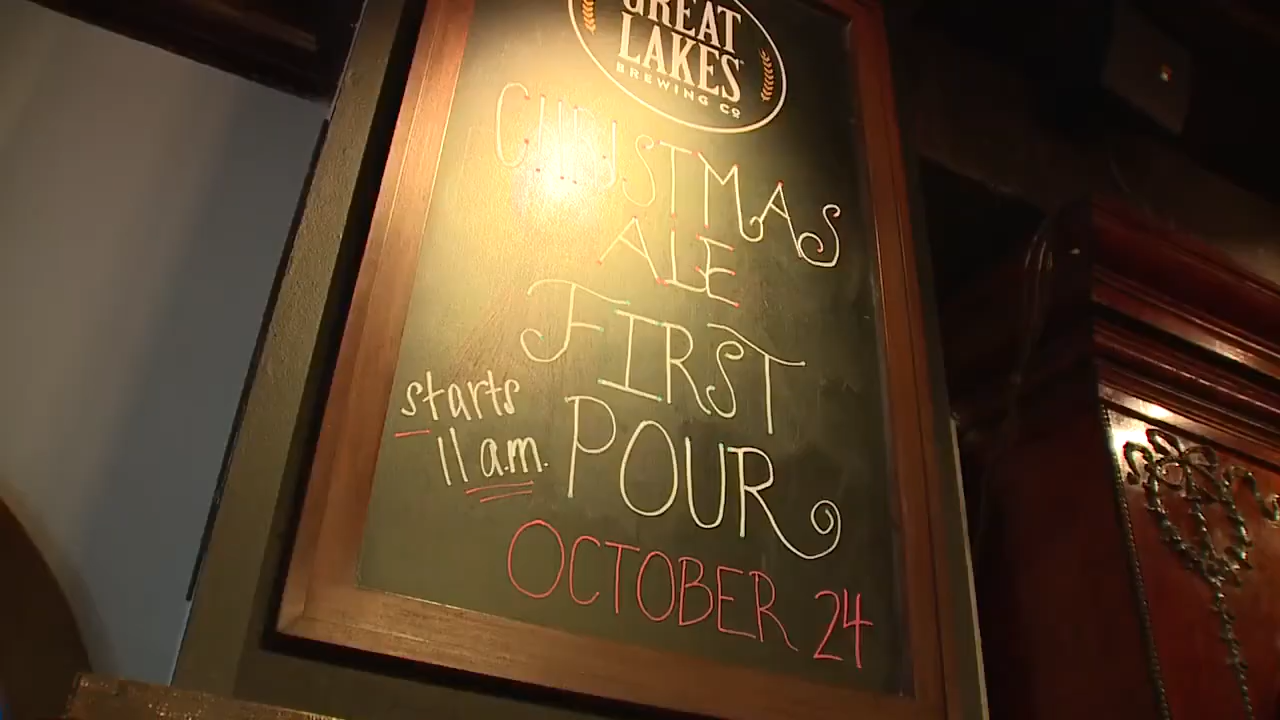 GREAT
LAKES
BREWING Co
CHRISTMAS
ALE
FIRST
starts
11 a.m.
POUR
OCTOBER 24